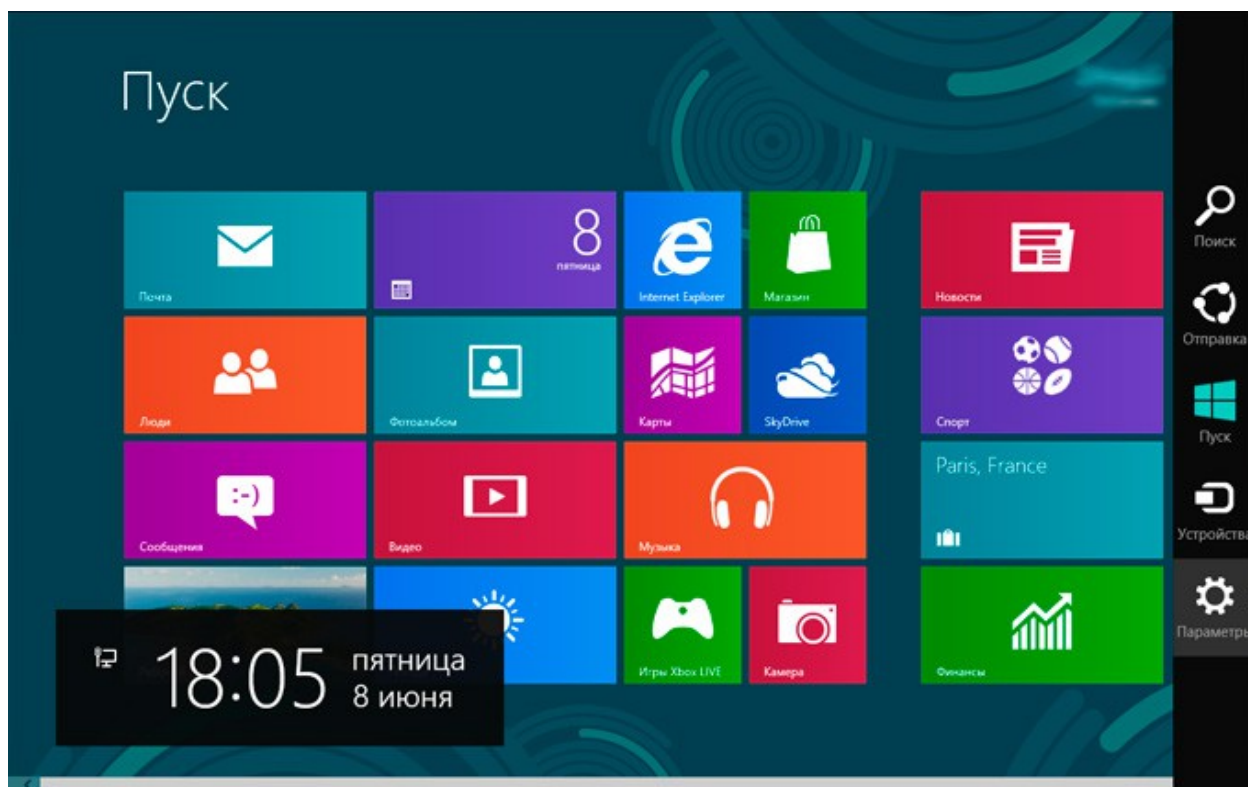 Пуск
Почта
8
пятница
Internet Explorer
Магазин
Новости
Люди
Фотоальбом
Карты
SkyDrive
Спорт
Сообщения
Видео
Музыка
Paris, France
Игры Xbox LIVE
Камера
Финансы
18:05
пятница
8 июня
Поиск
Отправка
Пуск
Устройства
Параметры